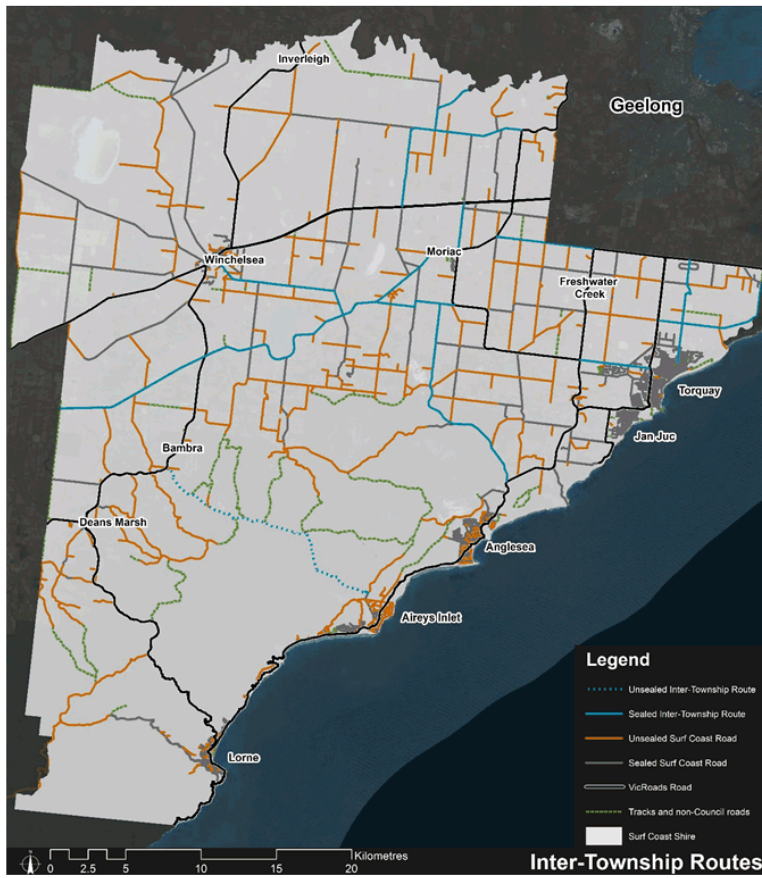 Inverleigh
Geelong
Winchelsea
Moriac
Freshwater
Creek
Torquay
Jan Juc
Bambra
Deans Marsh
Anglesea
Aireys Inlet
Lorne
Legend
Unsealed Inter-Township Route
Sealed Inter-Township Route
Unsealed Surf Coast Road
Sealed Surf Coast Road
VicRoads Road
Tracks and non-Council roads
Surf Coast Shire
Kilometres
0 2.5 5 10 15 20
Inter-Township Routes